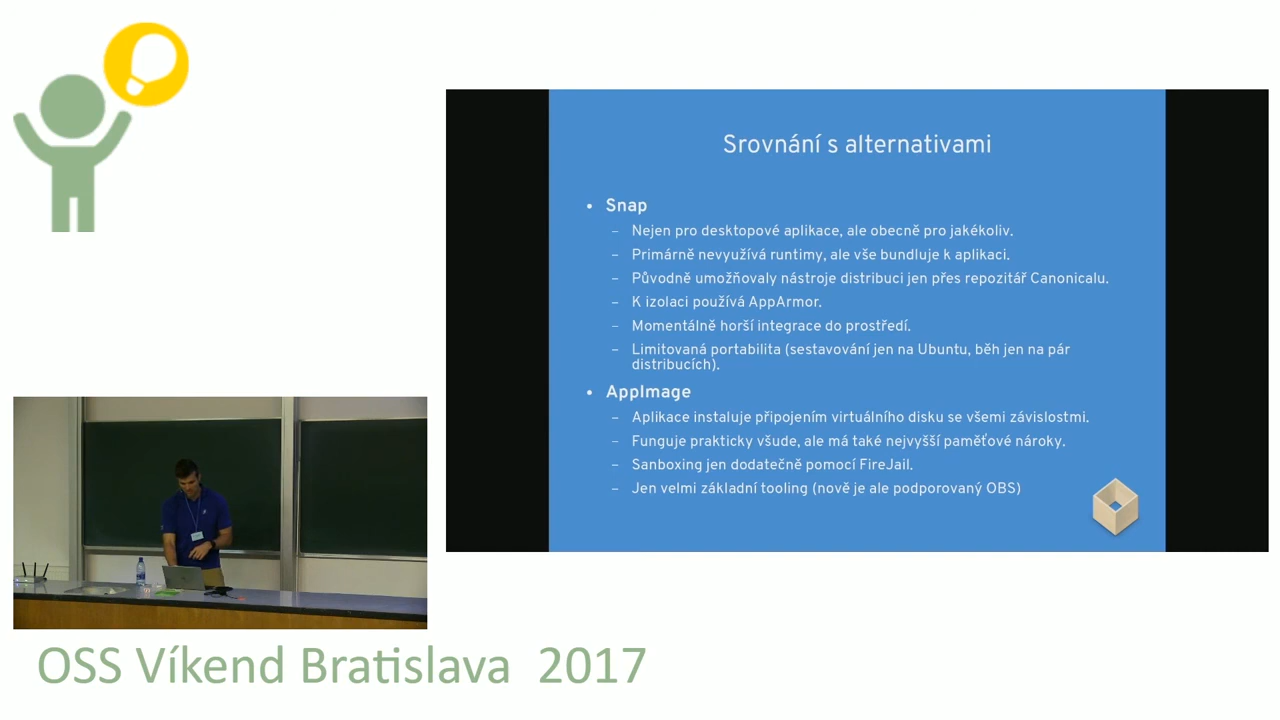 Srovnání s alternativami
• Snap
– Nejen pro desktopové aplikace, ale obecně pro jakékoliv.
– Primárně nevyužívá runtimy, ale vše bundluje k aplikaci.
– Původně umožňovaly nástroje distribuci jen přes repozitář Canonicalu.
– K izolaci používá AppArmor.
– Momentálně horší integrace do prostředí.
– Limitovaná portabilita (sestavování jen na Ubuntu, běh jen na pár
distribucích).
• AppImage
– Aplikace instaluje připojením virtuálního disku se všemi závislostmi.
– Funguje prakticky všude, ale má také nejvyšší paměťové nároky.
– Sanboxing jen dodatečně pomocí FireJail.
– Jen velmi základní tooling (nově je ale podporovaný OBS)
OSS Víkend Bratislava 2017